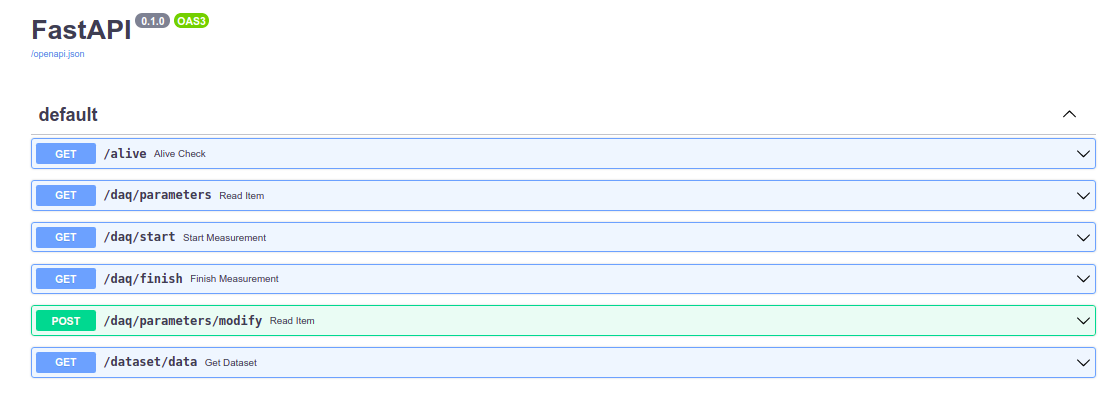 FastAPI 0.1.0 OAS3
/openapi.json
default
GET /alive Alive Check
GET /daq/parameters Read Item
GET /daq/start Start Measurement
GET /daq/finish Finish Measurement
POST /daq/parameters/modify Read Item
GET /dataset/data Get Dataset